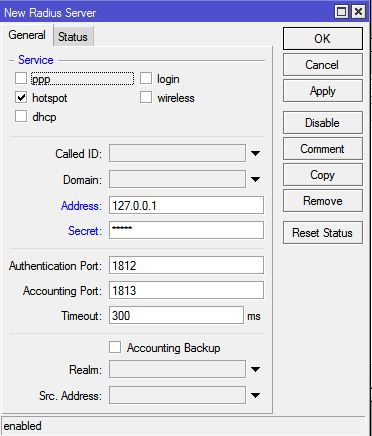 New Radius Server
General Status
OK
Service
ppp login
Cancel
hotspot wireless
Apply
dhcp
Disable
Called ID:
Comment
Domain:
Copy
Address: 127.0.0.1
Remove
Secret: *****
Reset Status
Authentication Port: 1812
Accounting Port: 1813
Timeout: 300 ms
Accounting Backup
Realm:
Src. Address:
enabled